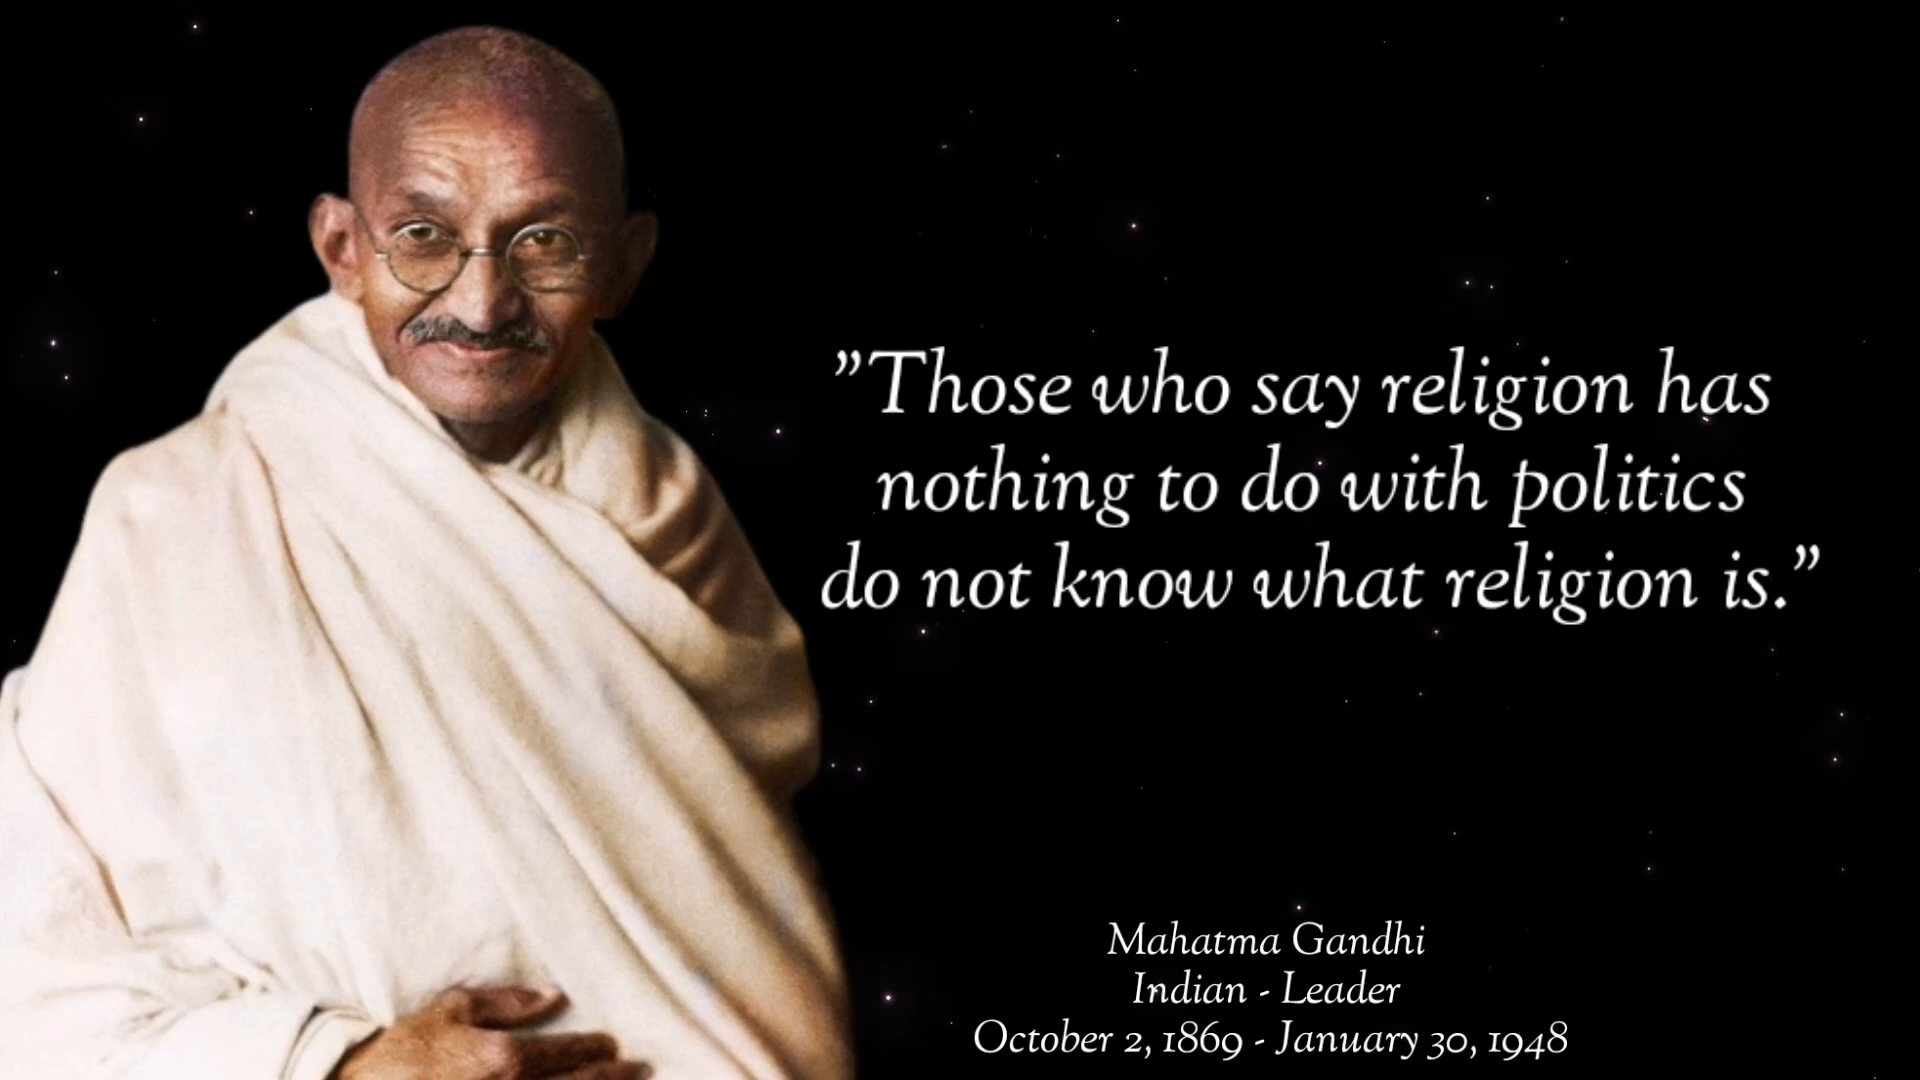 ”Those who say religion has
nothing to do with politics
do not know what religion is.”
Mahatma Gandhi
Indian - Leader
October 2, 1869 - January 30, 1948